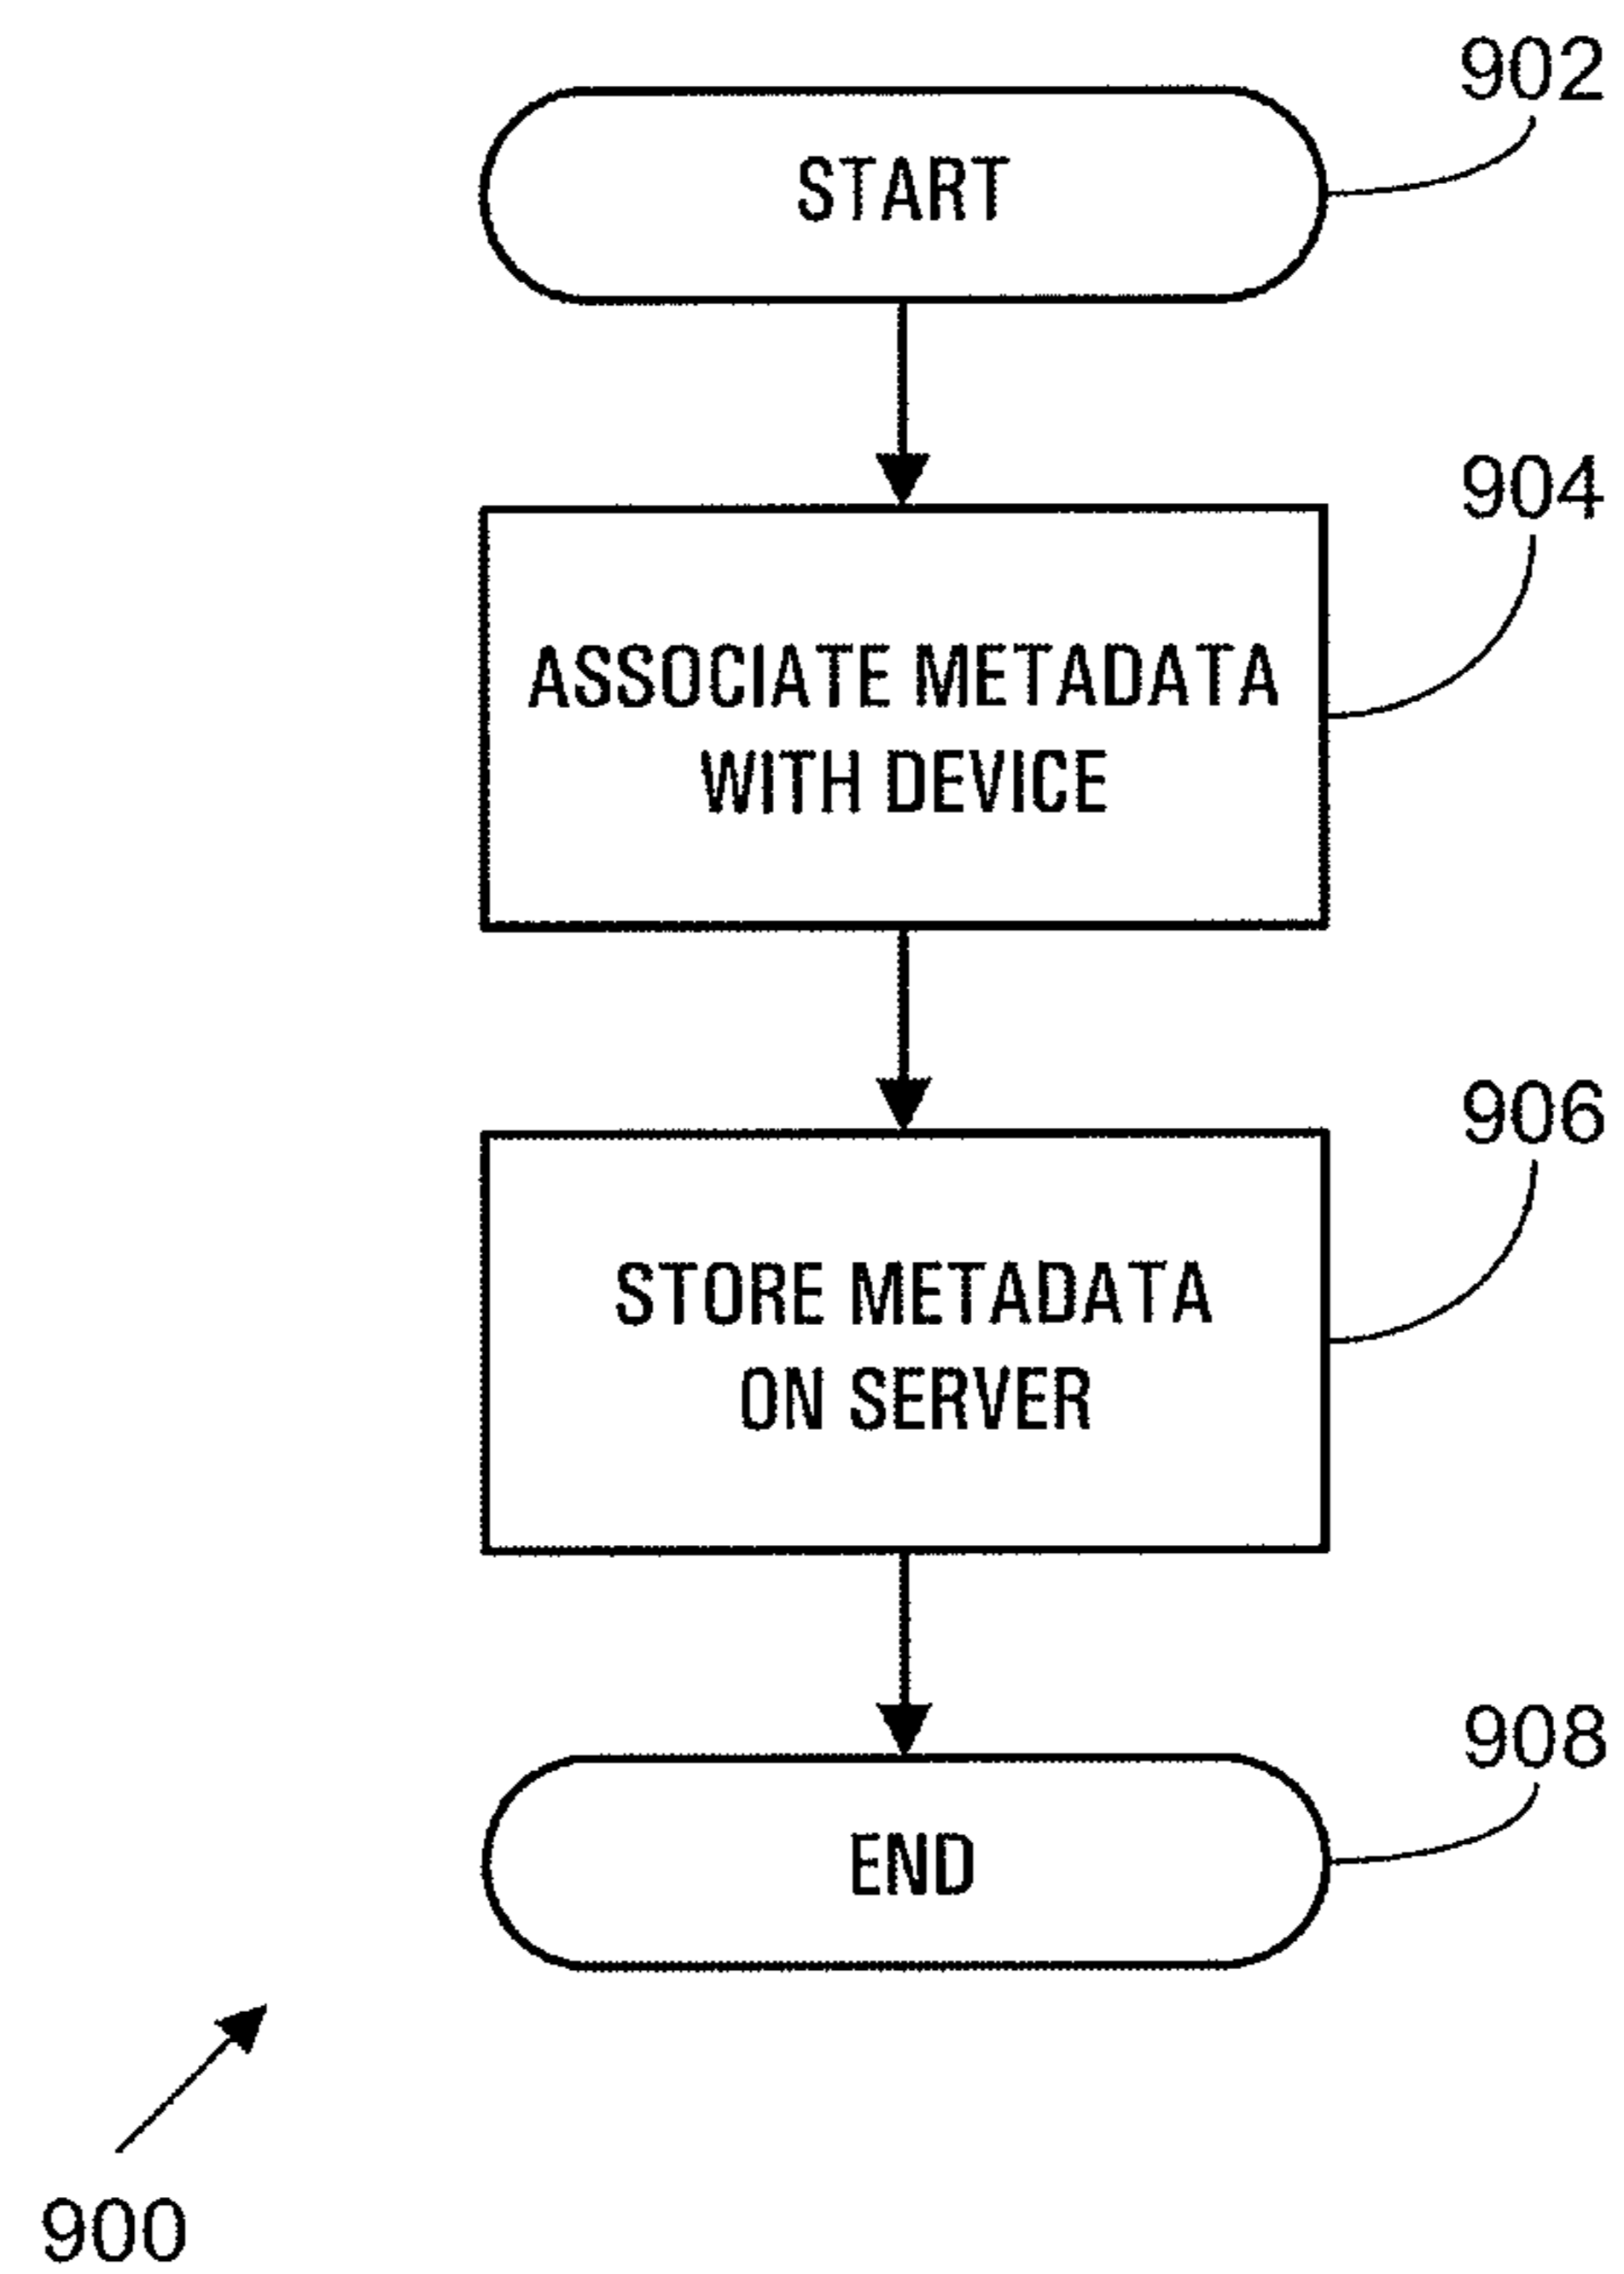 902
START
904
ASSOCIATE METADATA
WITH DEVICE
906
STORE METADATA
ON SERVER
908
END
900